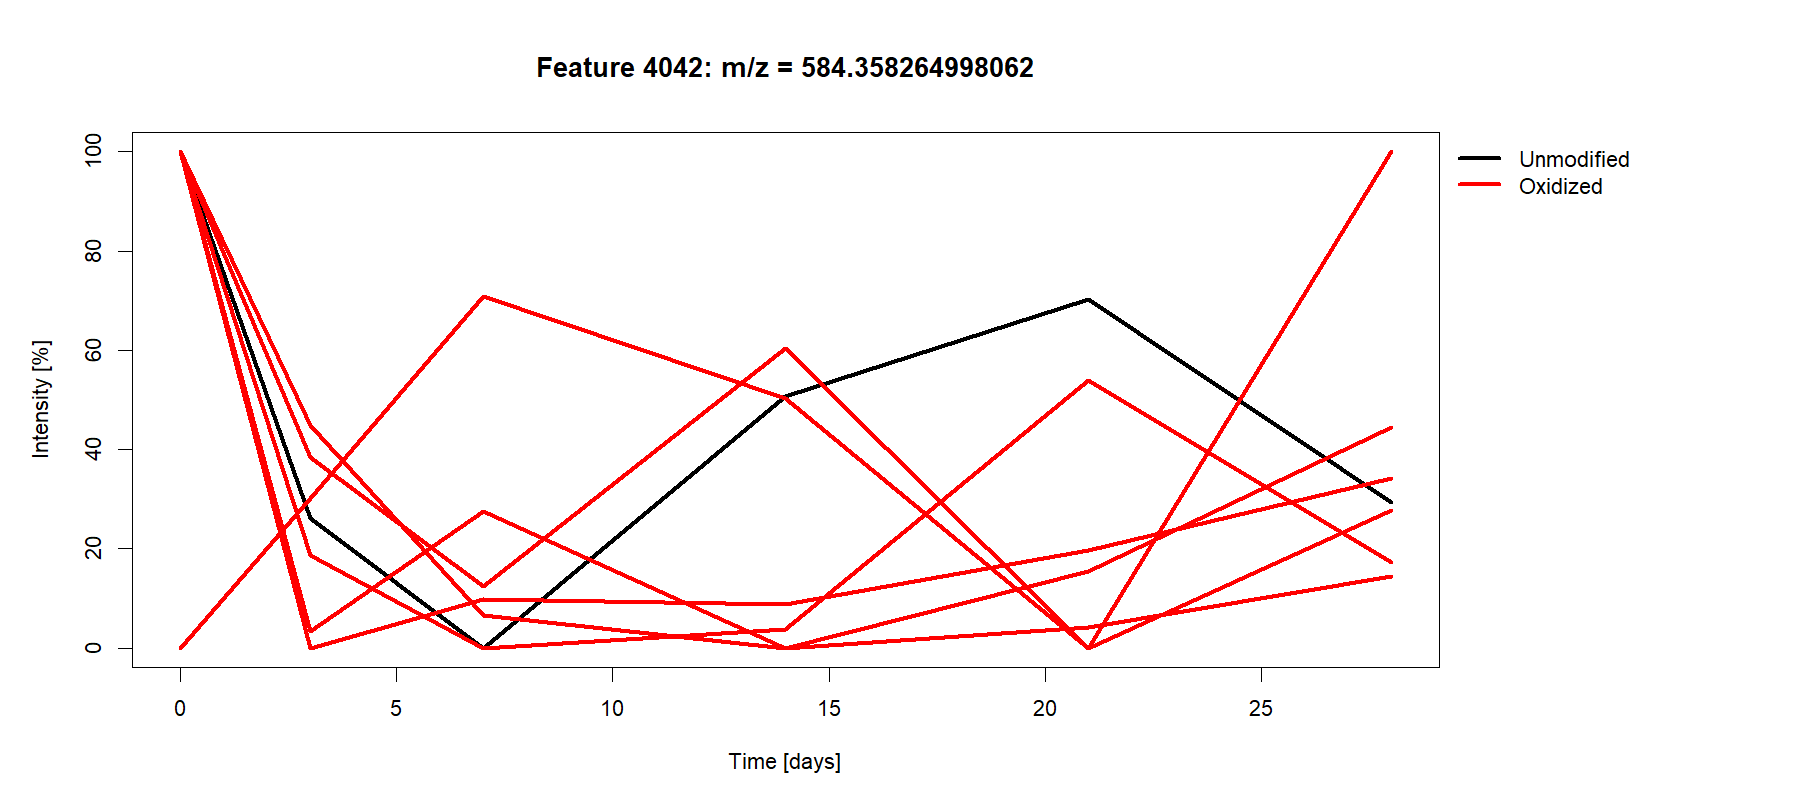 Feature 4042: m/z = 584.358264998062
Unmodified
Oxidized
100
80
60
40
20
0
Intensity [%]
0 5 10 15 20 25
Time [days]